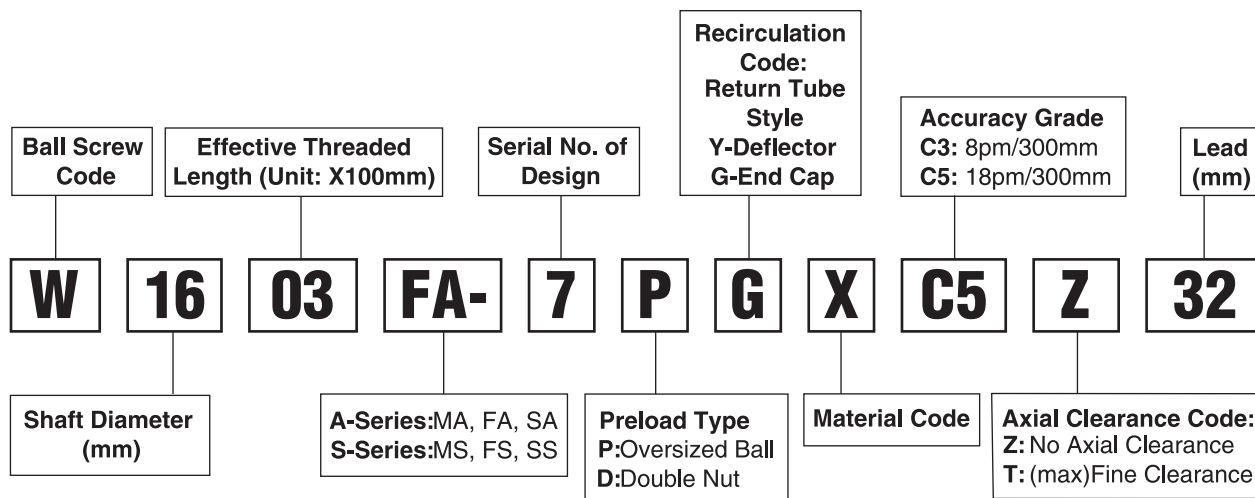 Ball Screw
Code
Effective Threaded
Length (Unit: X100mm)
Serial No. of
Design
Recirculation
Code:
Return Tube
Style
Y-Deflector
G-End Cap
Accuracy Grade
C3: 8pm/300mm
C5: 18pm/300mm
Lead
(mm)
W 16 03 FA- 7 P G X C5 Z 32
Shaft Diameter
(mm)
A-Series:MA, FA, SA
S-Series:MS, FS, SS
Preload Type
P:Oversized Ball
D:Double Nut
Material Code
Axial Clearance Code:
Z: No Axial Clearance
T: (max)Fine Clearance